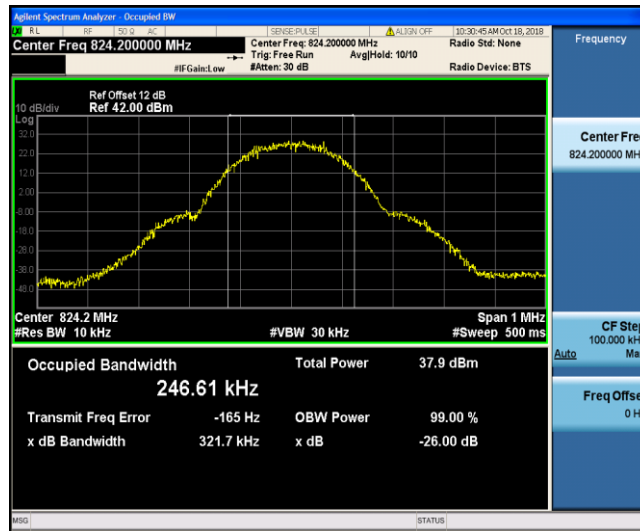 Agilent Spectrum Analyzer - Occupied BW
RL RF 50 Ω AC SENSE:PULSE ALIGN OFF 10:30:45 AM Oct 18, 2018
Center Freq 824.200000 MHz Center Freq: 824.200000 MHz Radio Std: None
Trig: Free Run Avg|Hold: 10/10
#IFGain:Low #Atten: 30 dB Radio Device: BTS
Ref Offset 12 dB
10 dB/div Ref 42.00 dBm
Log
32.0
22.0
12.0
2.00
-8.00
-18.0
-28.0
-38.0
-48.0
Center 824.2 MHz Span 1 MHz
#Res BW 10 kHz #VBW 30 kHz #Sweep 500 ms
Occupied Bandwidth Total Power 37.9 dBm
246.61 kHz
Transmit Freq Error -165 Hz OBW Power 99.00 %
x dB Bandwidth 321.7 kHz x dB -26.00 dB
MSG STATUS
Frequency
Center Fre
824.200000 MH
CF Step
100.000 kH
Auto Ma
Freq Offse
0 H